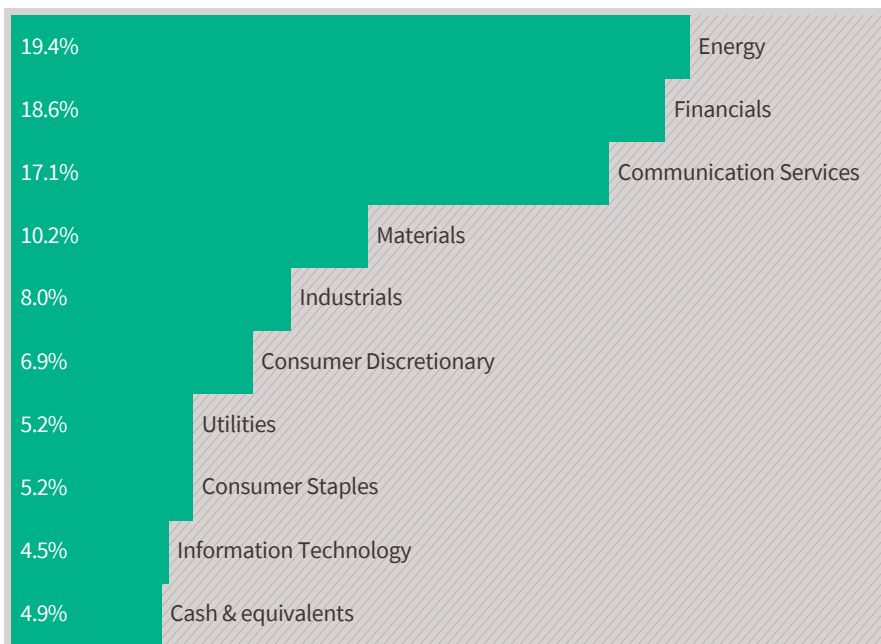 19.4% Energy
18.6% Financials
17.1% Communication Services
10.2% Materials
8.0% Industrials
6.9% Consumer Discretionary
5.2% Utilities
5.2% Consumer Staples
4.5% Information Technology
4.9% Cash & equivalents